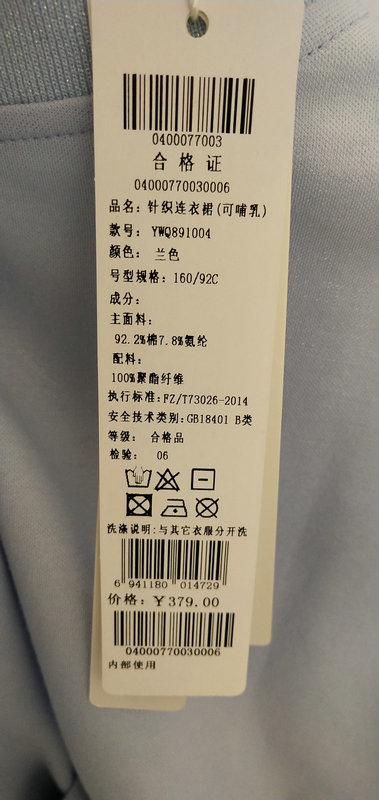 0400077003
合格证
04000770030006
品名：针织连衣裙(可哺乳)
款号：YWQ891004
颜色：兰色
号型规格：160/92C
成分：
主面料：
92.2%棉7.8%氨纶
配料：
100%聚酯纤维
执行标准：FZ/T73026-2014
安全技术类别：GB18401 B类
等级：合格品
检验：06
洗涤说明：与其它衣服分开洗
6 941180 014729
价格：￥379.00
04000770030006
内部使用